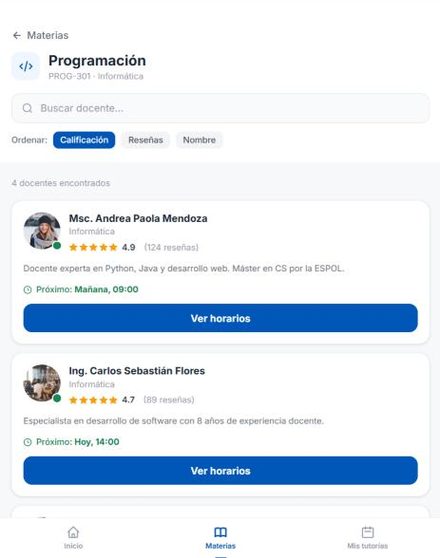 Materias
</>
Programación
PROG-301 · Informática
Buscar docente...
Ordenar: Calificación Reseñas Nombre
4 docentes encontrados
Msc. Andrea Paola Mendoza
Informática
4.9 (124 reseñas)
Docente experta en Python, Java y desarrollo web. Máster en CS por la ESPOL.
Próximo: Mañana, 09:00
Ver horarios
Ing. Carlos Sebastián Flores
Informática
4.7 (89 reseñas)
Especialista en desarrollo de software con 8 años de experiencia docente.
Próximo: Hoy, 14:00
Ver horarios
Inicio Materias Mis tutorías